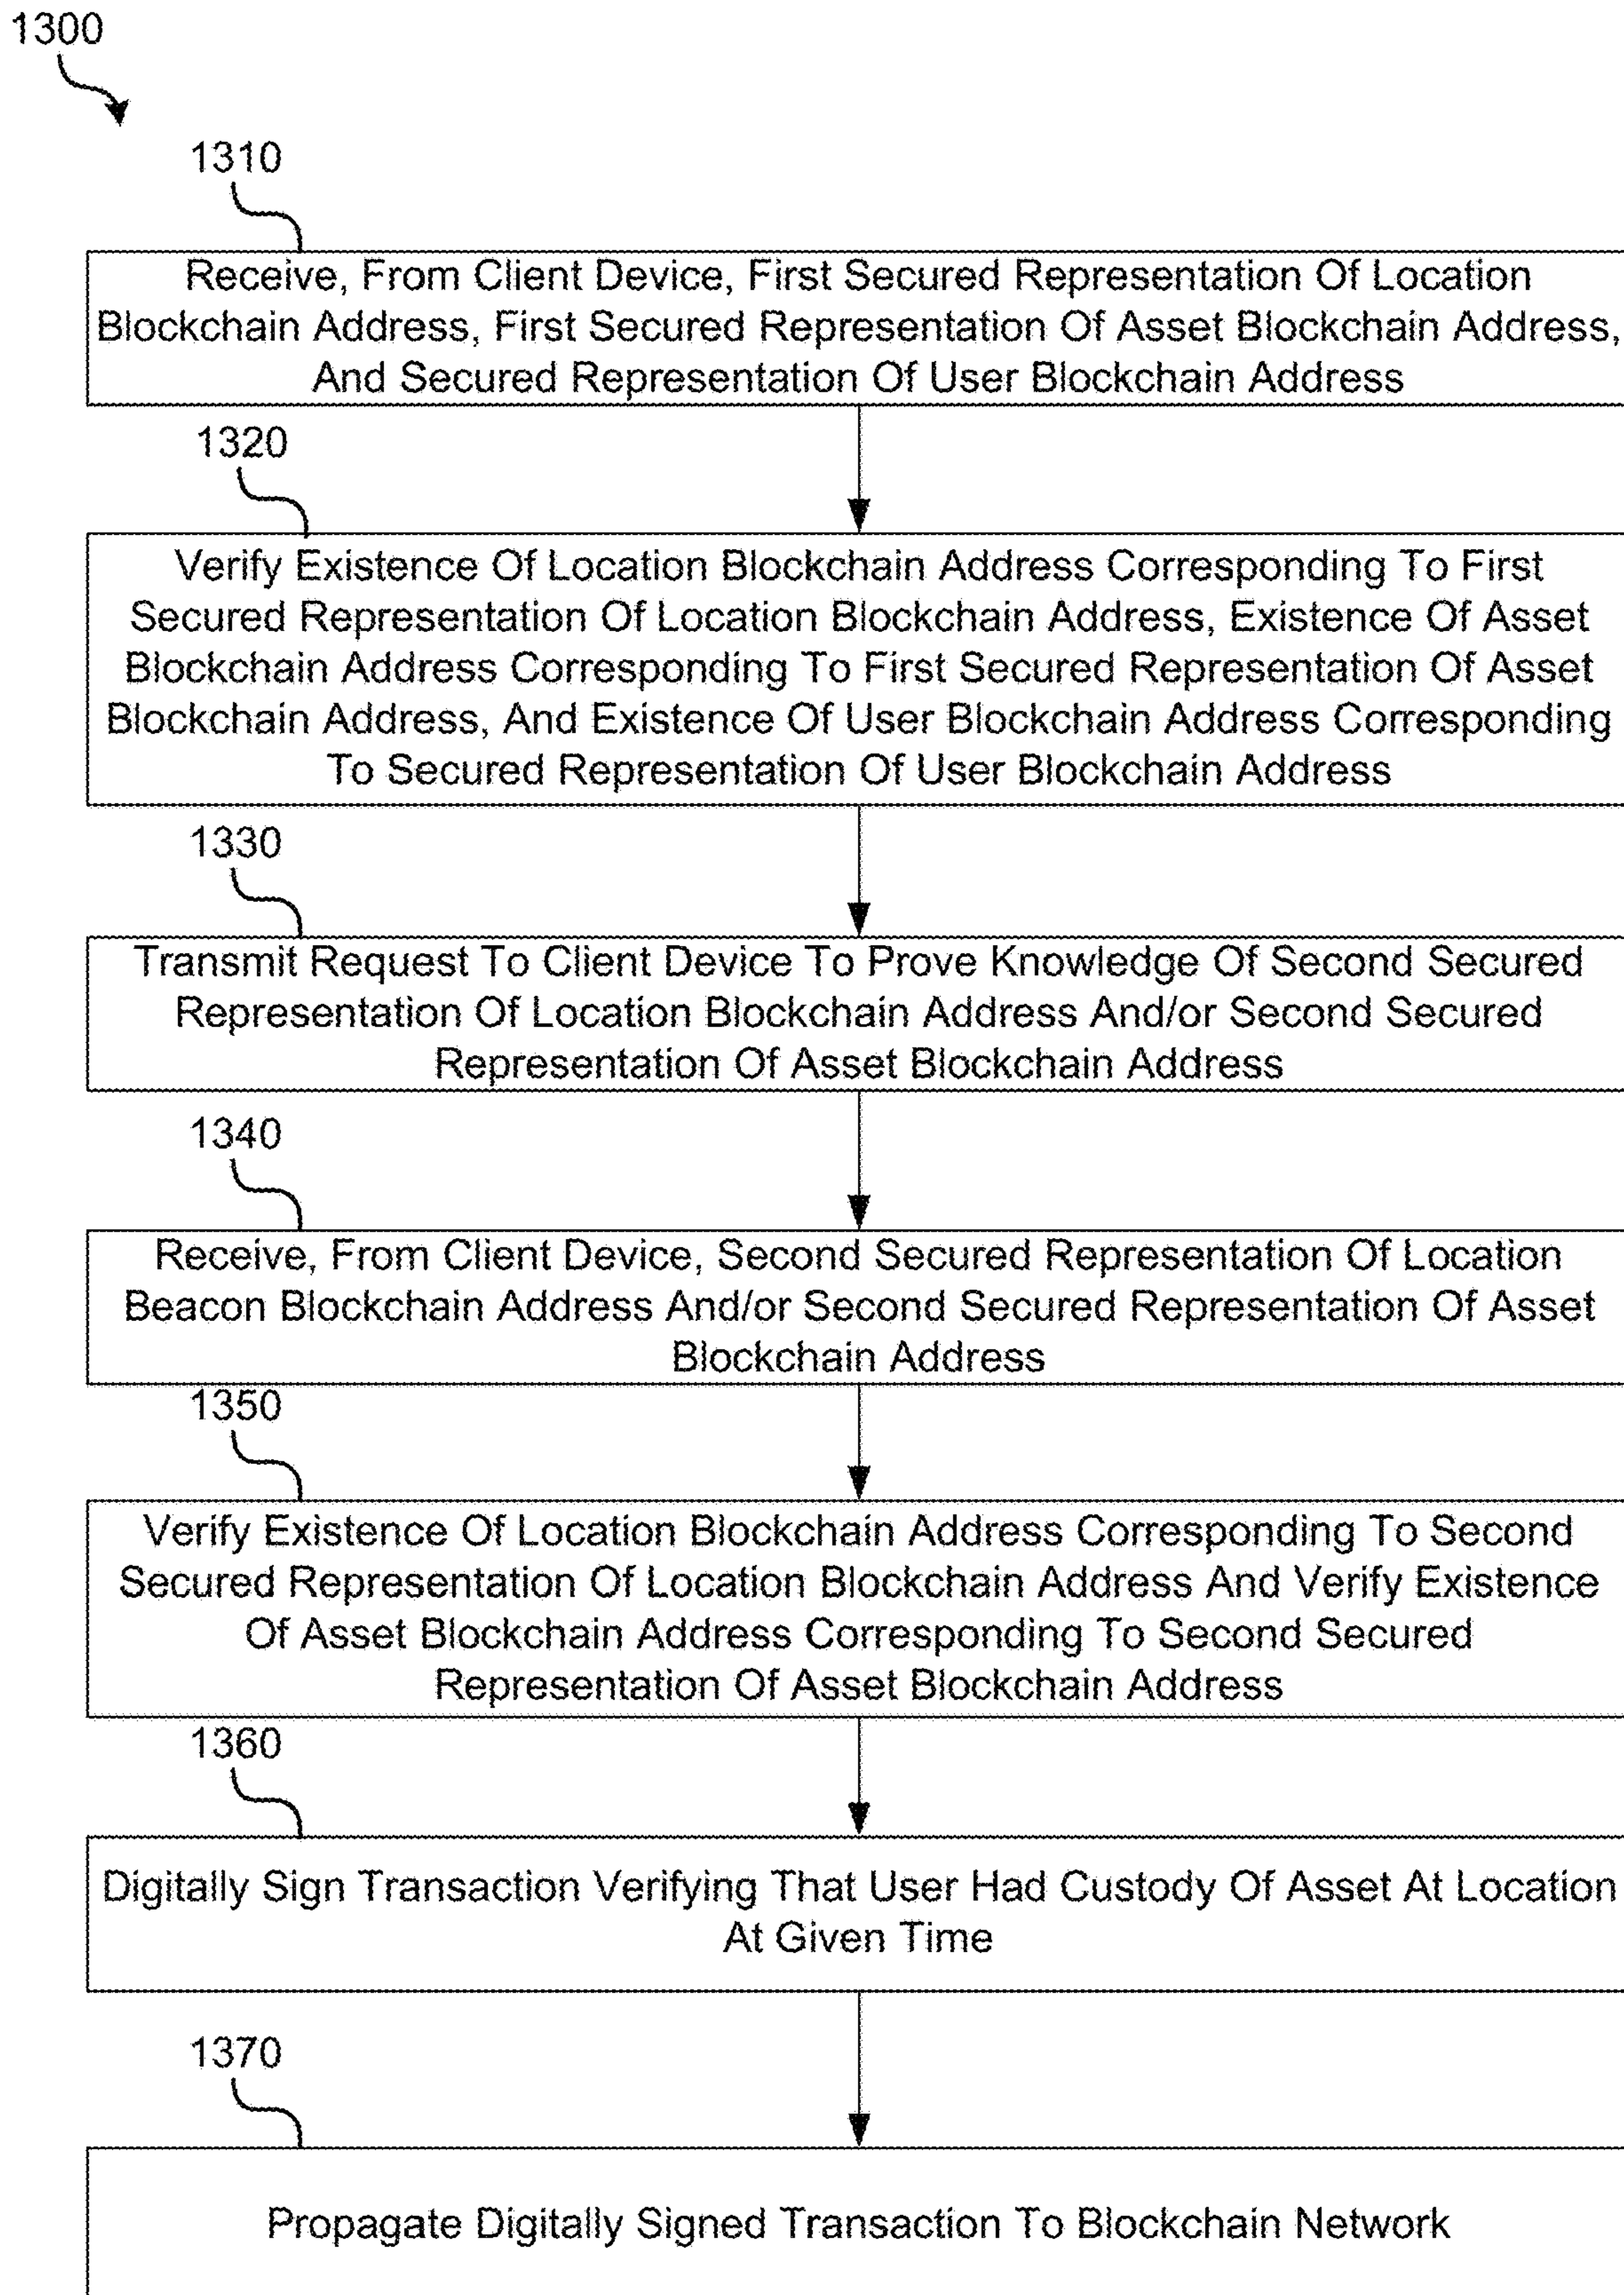 1300
1310
Receive, From Client Device, First Secured Representation Of Location
Blockchain Address, First Secured Representation Of Asset Blockchain Address,
And Secured Representation Of User Blockchain Address
1320
Verify Existence Of Location Blockchain Address Corresponding To First
Secured Representation Of Location Blockchain Address, Existence Of Asset
Blockchain Address Corresponding To First Secured Representation Of Asset
Blockchain Address, And Existence Of User Blockchain Address Corresponding
To Secured Representation Of User Blockchain Address
1330
Transmit Request To Client Device To Prove Knowledge Of Second Secured
Representation Of Location Blockchain Address And/or Second Secured
Representation Of Asset Blockchain Address
1340
Receive, From Client Device, Second Secured Representation Of Location
Beacon Blockchain Address And/or Second Secured Representation Of Asset
Blockchain Address
1350
Verify Existence Of Location Blockchain Address Corresponding To Second
Secured Representation Of Location Blockchain Address And Verify Existence
Of Asset Blockchain Address Corresponding To Second Secured
Representation Of Asset Blockchain Address
1360
Digitally Sign Transaction Verifying That User Had Custody Of Asset At Location
At Given Time
1370
Propagate Digitally Signed Transaction To Blockchain Network